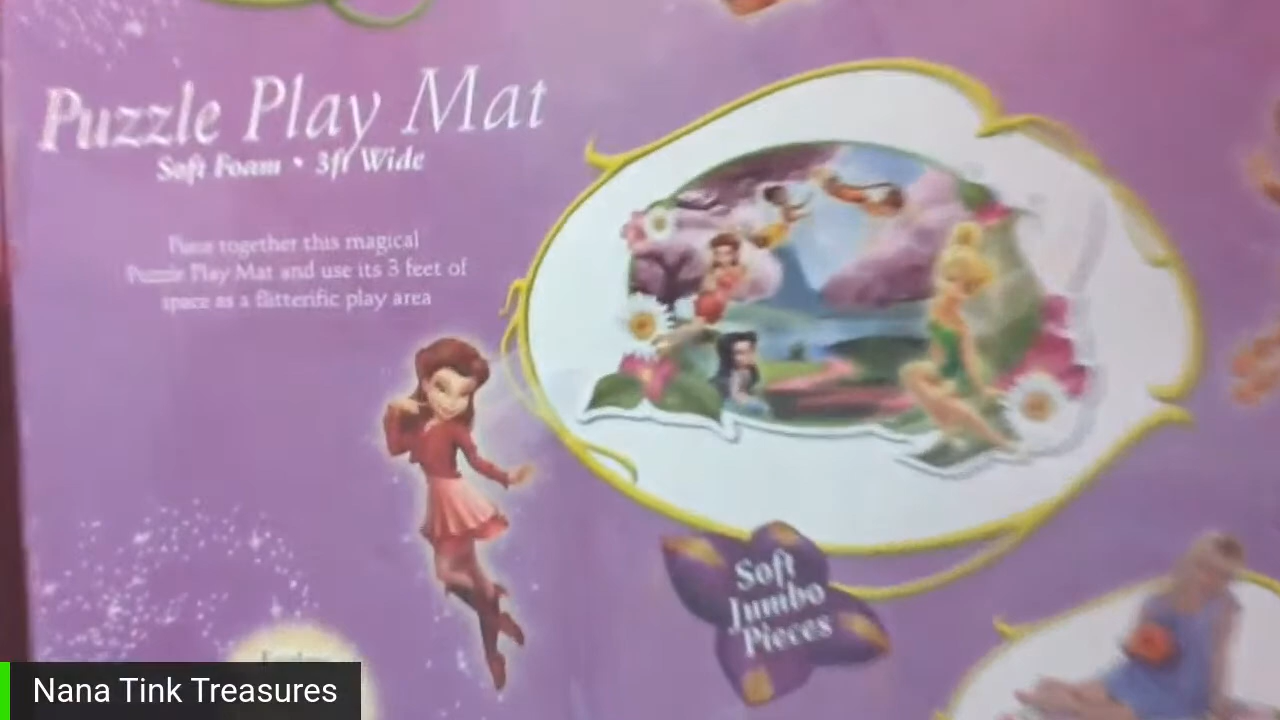 Puzzle Play Mat
Soft Foam • 3ft Wide
Piece together this magical
Puzzle Play Mat and use its 3 feet of
space as a flitterific play area
Soft
Jumbo
Pieces
Nana Tink Treasures